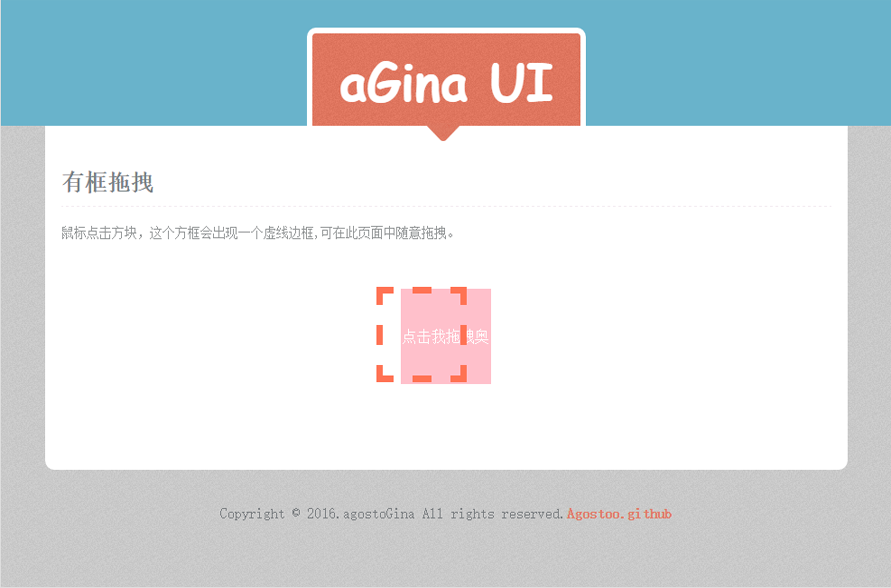 aGina UI
有框拖拽
鼠标点击方块，这个方框会出现一个虚线边框,可在此页面中随意拖拽。
点击我拖拽奥
Copyright © 2016.agostoGina All rights reserved.Agostoo.github